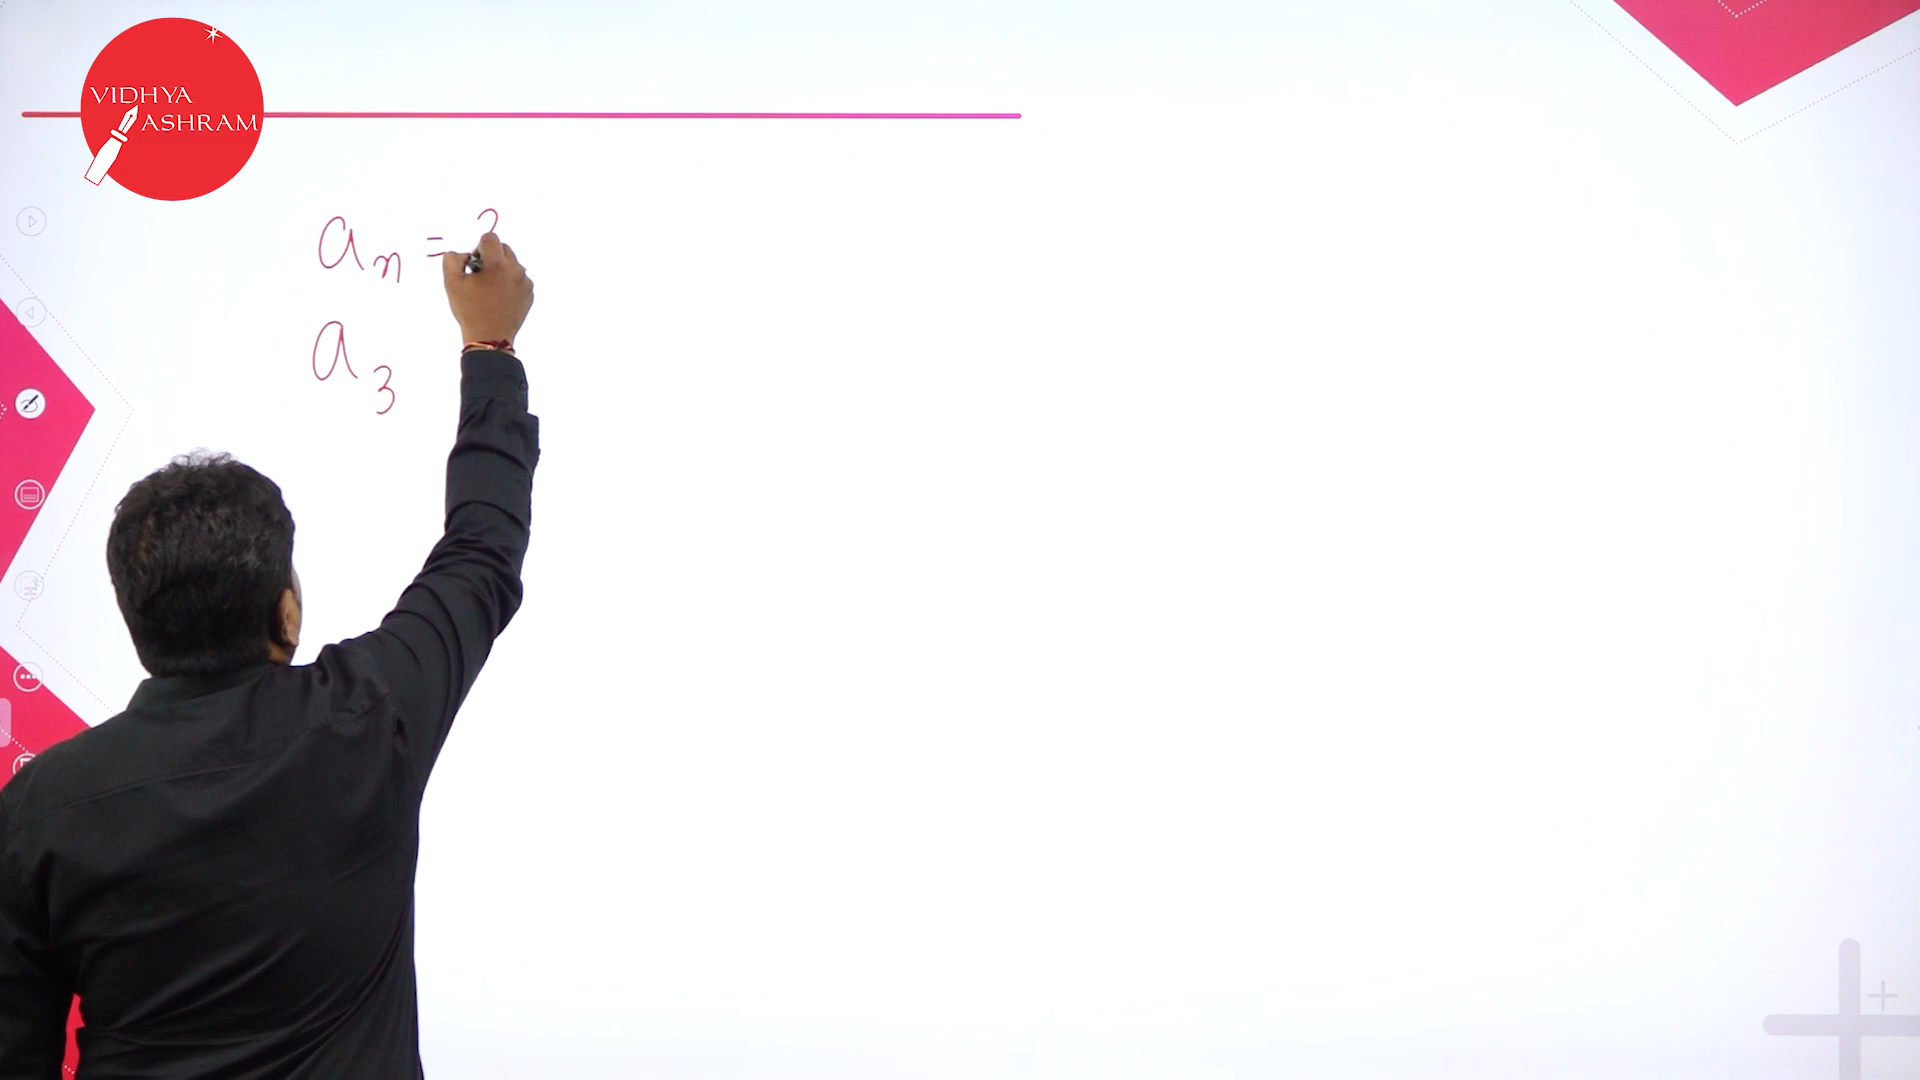 VIDHYA
ASHRAM
aₙ =
a₃